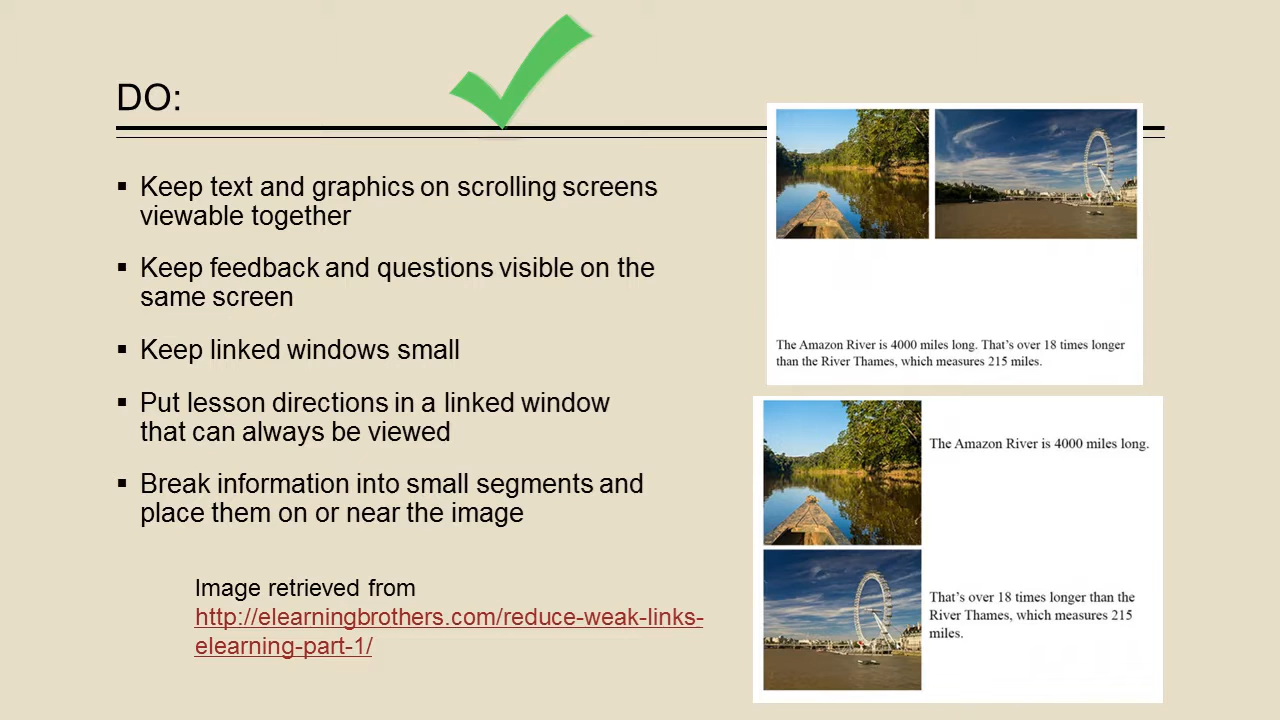 DO:
▪ Keep text and graphics on scrolling screens
viewable together
▪ Keep feedback and questions visible on the
same screen
▪ Keep linked windows small
▪ Put lesson directions in a linked window
that can always be viewed
▪ Break information into small segments and
place them on or near the image
Image retrieved from
http://elearningbrothers.com/reduce-weak-links-
elearning-part-1/
The Amazon River is 4000 miles long. That's over 18 times longer
than the River Thames, which measures 215 miles.
The Amazon River is 4000 miles long.
That's over 18 times longer than the
River Thames, which measures 215
miles.